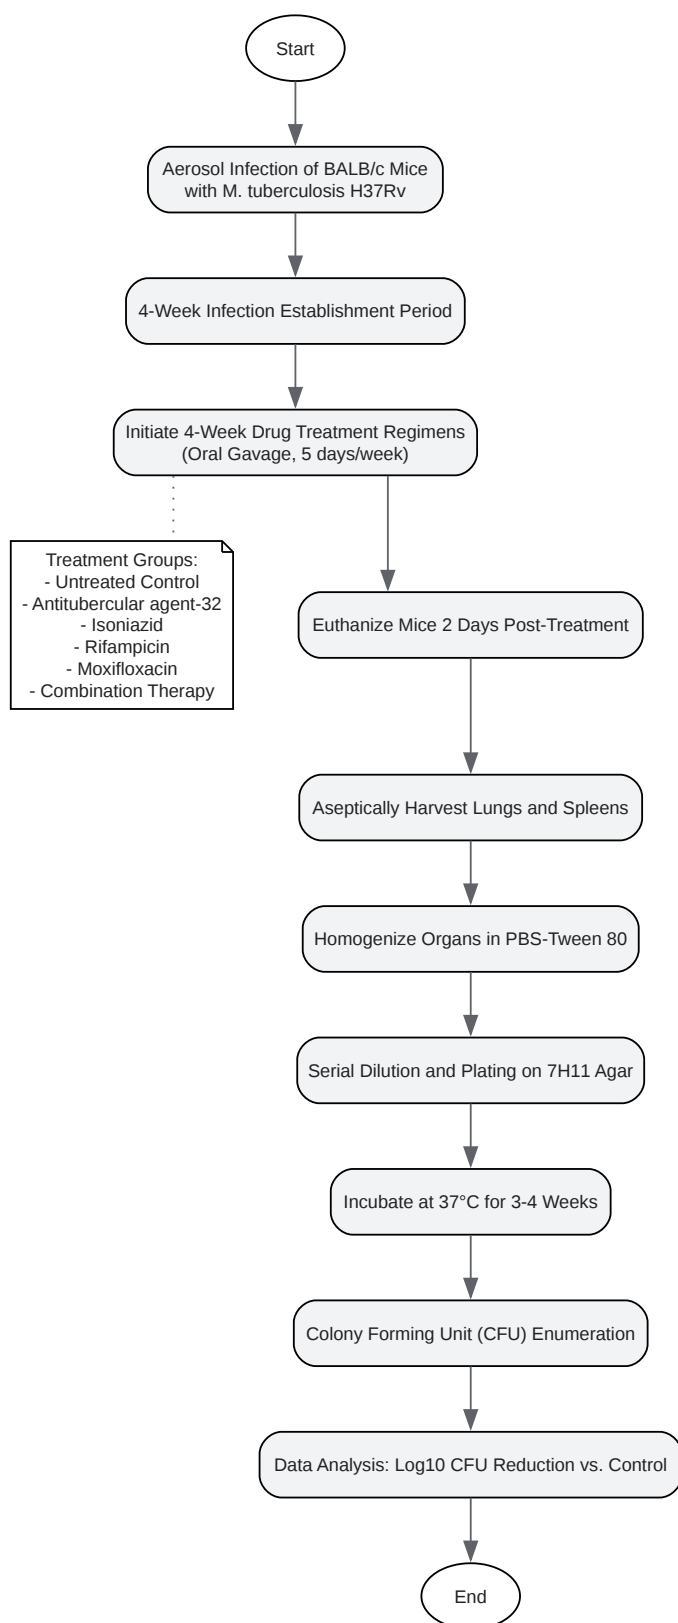 Start
Aerosol Infection of BALB/c Mice
with M. tuberculosis H37Rv
4-Week Infection Establishment Period
Initiate 4-Week Drug Treatment Regimens
(Oral Gavage, 5 days/week)
Treatment Groups:
- Untreated Control
- Antitubercular agent-32
- Isoniazid
- Rifampicin
- Moxifloxacin
- Combination Therapy
Euthanize Mice 2 Days Post-Treatment
Aseptically Harvest Lungs and Spleens
Homogenize Organs in PBS-Tween 80
Serial Dilution and Plating on 7H11 Agar
Incubate at 37°C for 3-4 Weeks
Colony Forming Unit (CFU) Enumeration
Data Analysis: Log10 CFU Reduction vs. Control
End